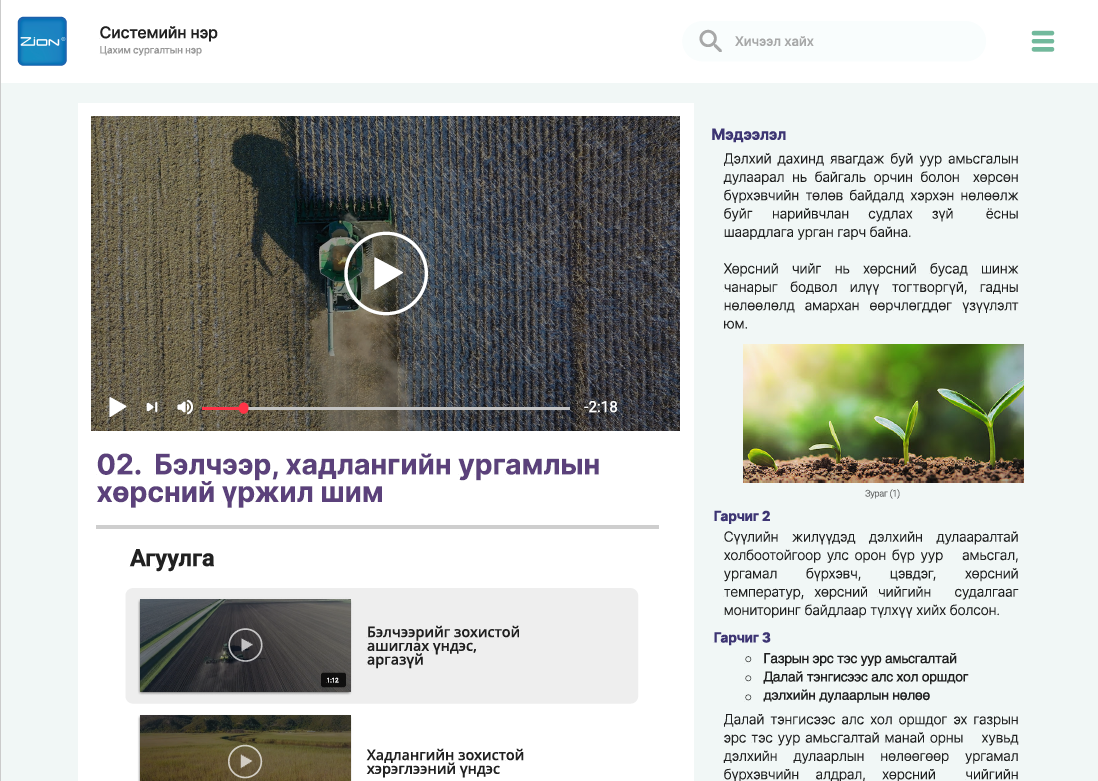 ZION®
Системийн нэр
Цахим сургалтын нэр
Хичээл хайх
-2:18
02. Бэлчээр, хадлангийн ургамлын
хөрсний үржил шим
Агуулга
1:12
Бэлчээрийг зохистой
ашиглах үндэс,
аргазүй
Хадлангийн зохистой
хэрэглээний үндэс
Мэдээлэл
Дэлхий дахинд явагдаж буй уур амьсгалын
дулаарал нь байгаль орчин болон хөрсөн
бүрхэвчийн төлөв байдалд хэрхэн нөлөөлж
буйг нарийвчлан судлах зүй ёсны
шаардлага урган гарч байна.
Хөрсний чийг нь хөрсний бусад шинж
чанарыг бодвол илүү тогтворгүй, гадны
нөлөөлөлд амархан өөрчлөгддөг үзүүлэлт
юм.
Зураг (1)
Гарчиг 2
Сүүлийн жилүүдэд дэлхийн дулааралтай
холбоотойгоор улс орон бүр уур амьсгал,
ургамал бүрхэвч, цэвдэг, хөрсний
температур, хөрсний чийгийн судалгааг
мониторинг байдлаар түлхүү хийх болсон.
Гарчиг 3
○ Газрын эрс тэс уур амьсгалтай
○ Далай тэнгисээс алс хол оршдог
○ дэлхийн дулаарлын нөлөө
Далай тэнгисээс алс хол оршдог эх газрын
эрс тэс уур амьсгалтай манай орны хувьд
дэлхийн дулаарлын нөлөөгөөр ургамал
бүрхэвчийн алдрал, хөрсний чийгийн